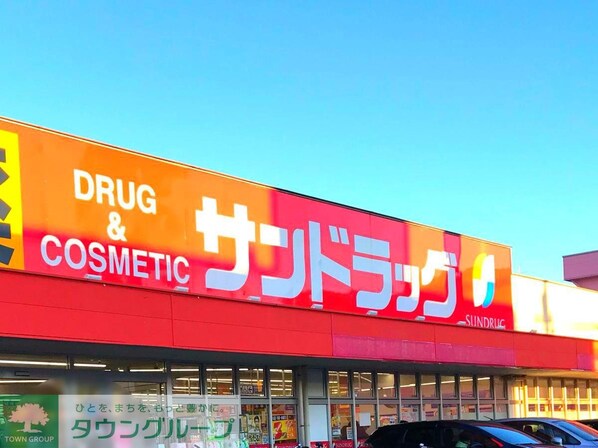 DRUG
&
COSMETIC
サンドラッグ
SUNDRUG
TOWN GROUP
ひとを、まちを、もっと豊かに
タウングループ